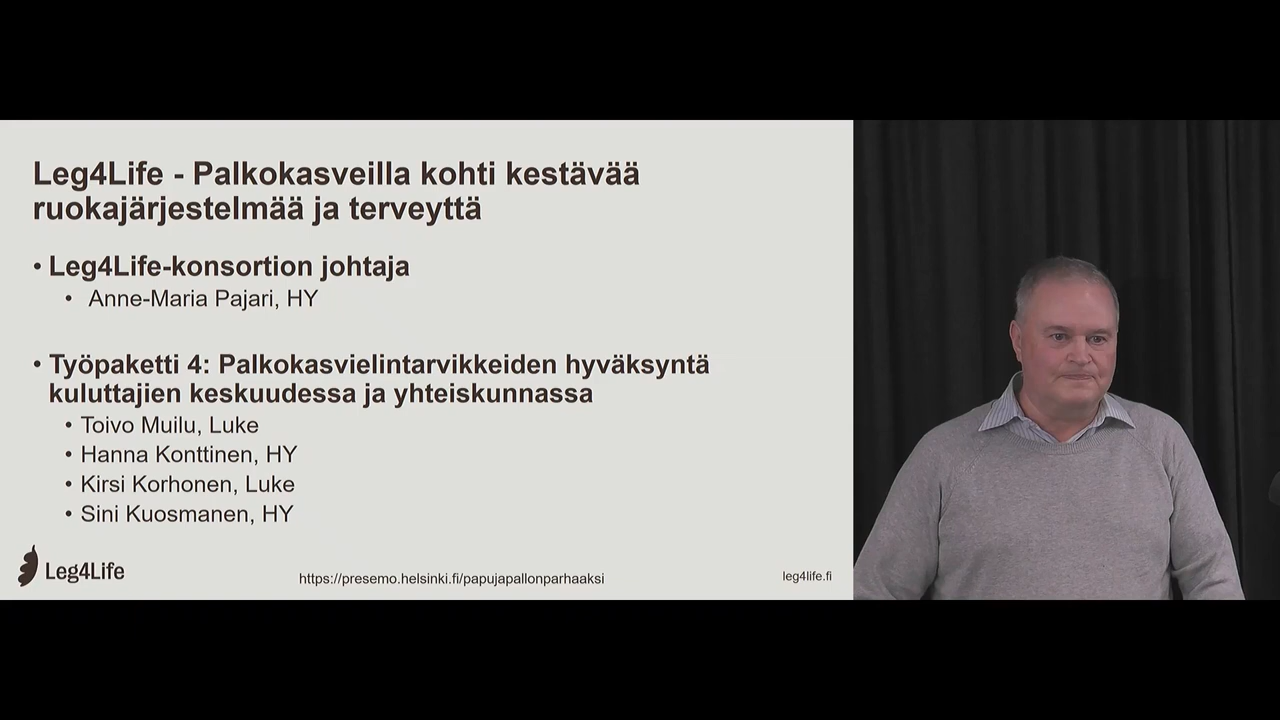 Leg4Life - Palkokasveilla kohti kestävää
ruokajärjestelmää ja terveyttä
• Leg4Life-konsortion johtaja
• Anne-Maria Pajari, HY
• Työpaketti 4: Palkokasvielintarvikkeiden hyväksyntä
kuluttajien keskuudessa ja yhteiskunnassa
• Toivo Muilu, Luke
• Hanna Konttinen, HY
• Kirsi Korhonen, Luke
• Sini Kuosmanen, HY
Leg4Life
https://presemo.helsinki.fi/papujapallonparhaaksi
leg4life.fi